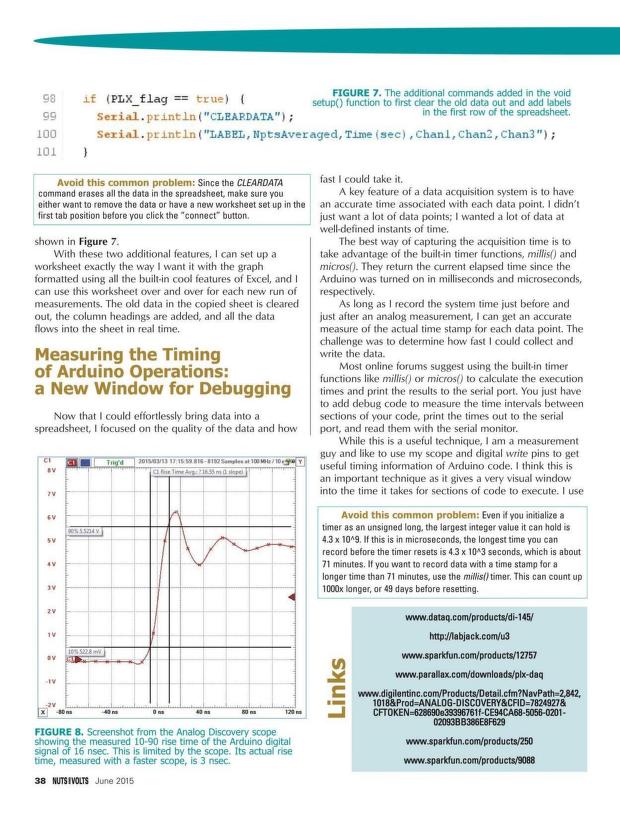 98 if (PLX_flag == true) {
99 Serial.println("CLEARDATA");
100 Serial.println("LABEL,NptsAveraged,Time(sec),Chan1,Chan2,Chan3");
101 }
FIGURE 7. The additional commands added in the void
setup() function to first clear the old data out and add labels
in the first row of the spreadsheet.
Avoid this common problem: Since the CLEARDATA
command erases all the data in the spreadsheet, make sure you
either want to remove the data or have a new worksheet set up in the
first tab position before you click the "connect" button.
shown in Figure 7.
With these two additional features, I can set up a
worksheet exactly the way I want it with the graph
formatted using all the built-in cool features of Excel, and I
can use this worksheet over and over for each new run of
measurements. The old data in the copied sheet is cleared
out, the column headings are added, and all the data
flows into the sheet in real time.
Measuring the Timing
of Arduino Operations:
a New Window for Debugging
Now that I could effortlessly bring data into a
spreadsheet, I focused on the quality of the data and how
C1
C1 Trig'd 2015/03/13 17:15:59.816 - 8192 Samples at 100 MHz / 10
Y
C1 Rise Time Avg.: 716.55 ns (1 slope)
8 V
7 V
6 V
90% 5.5214 V
5 V
4 V
3 V
2 V
1 V
10% 522.8 mV
0 V
-1 V
-2 V
X -80 ns -40 ns 0 ns 40 ns 80 ns 120 ns
FIGURE 8. Screenshot from the Analog Discovery scope
showing the measured 10-90 rise time of the Arduino digital
signal of 16 nsec. This is limited by the scope. Its actual rise
time, measured with a faster scope, is 3 nsec.
fast I could take it.
A key feature of a data acquisition system is to have
an accurate time associated with each data point. I didn't
just want a lot of data points; I wanted a lot of data at
well-defined instants of time.
The best way of capturing the acquisition time is to
take advantage of the built-in timer functions, millis() and
micros(). They return the current elapsed time since the
Arduino was turned on in milliseconds and microseconds,
respectively.
As long as I record the system time just before and
just after an analog measurement, I can get an accurate
measure of the actual time stamp for each data point. The
challenge was to determine how fast I could collect and
write the data.
Most online forums suggest using the built-in timer
functions like millis() or micros() to calculate the execution
times and print the results to the serial port. You just have
to add debug code to measure the time intervals between
sections of your code, print the times out to the serial
port, and read them with the serial monitor.
While this is a useful technique, I am a measurement
guy and like to use my scope and digital write pins to get
useful timing information of Arduino code. I think this is
an important technique as it gives a very visual window
into the time it takes for sections of code to execute. I use
Avoid this common problem: Even if you initialize a
timer as an unsigned long, the largest integer value it can hold is
4.3 x 10^9. If this is in microseconds, the longest time you can
record before the timer resets is 4.3 x 10^3 seconds, which is about
71 minutes. If you want to record data with a time stamp for a
longer time than 71 minutes, use the millis() timer. This can count up
1000x longer, or 49 days before resetting.
Links
www.dataq.com/products/di-145/
http://labjack.com/u3
www.sparkfun.com/products/12757
www.parallax.com/downloads/plx-daq
www.digilentinc.com/Products/Detail.cfm?NavPath=2,842,
1018&Prod=ANALOG-DISCOVERY&CFID=7824927&
CFTOKEN=628690e39396761f-CE94CA68-5056-0201-
02093BB386E8F629
www.sparkfun.com/products/250
www.sparkfun.com/products/9088
38 NUTS AND VOLTS June 2015